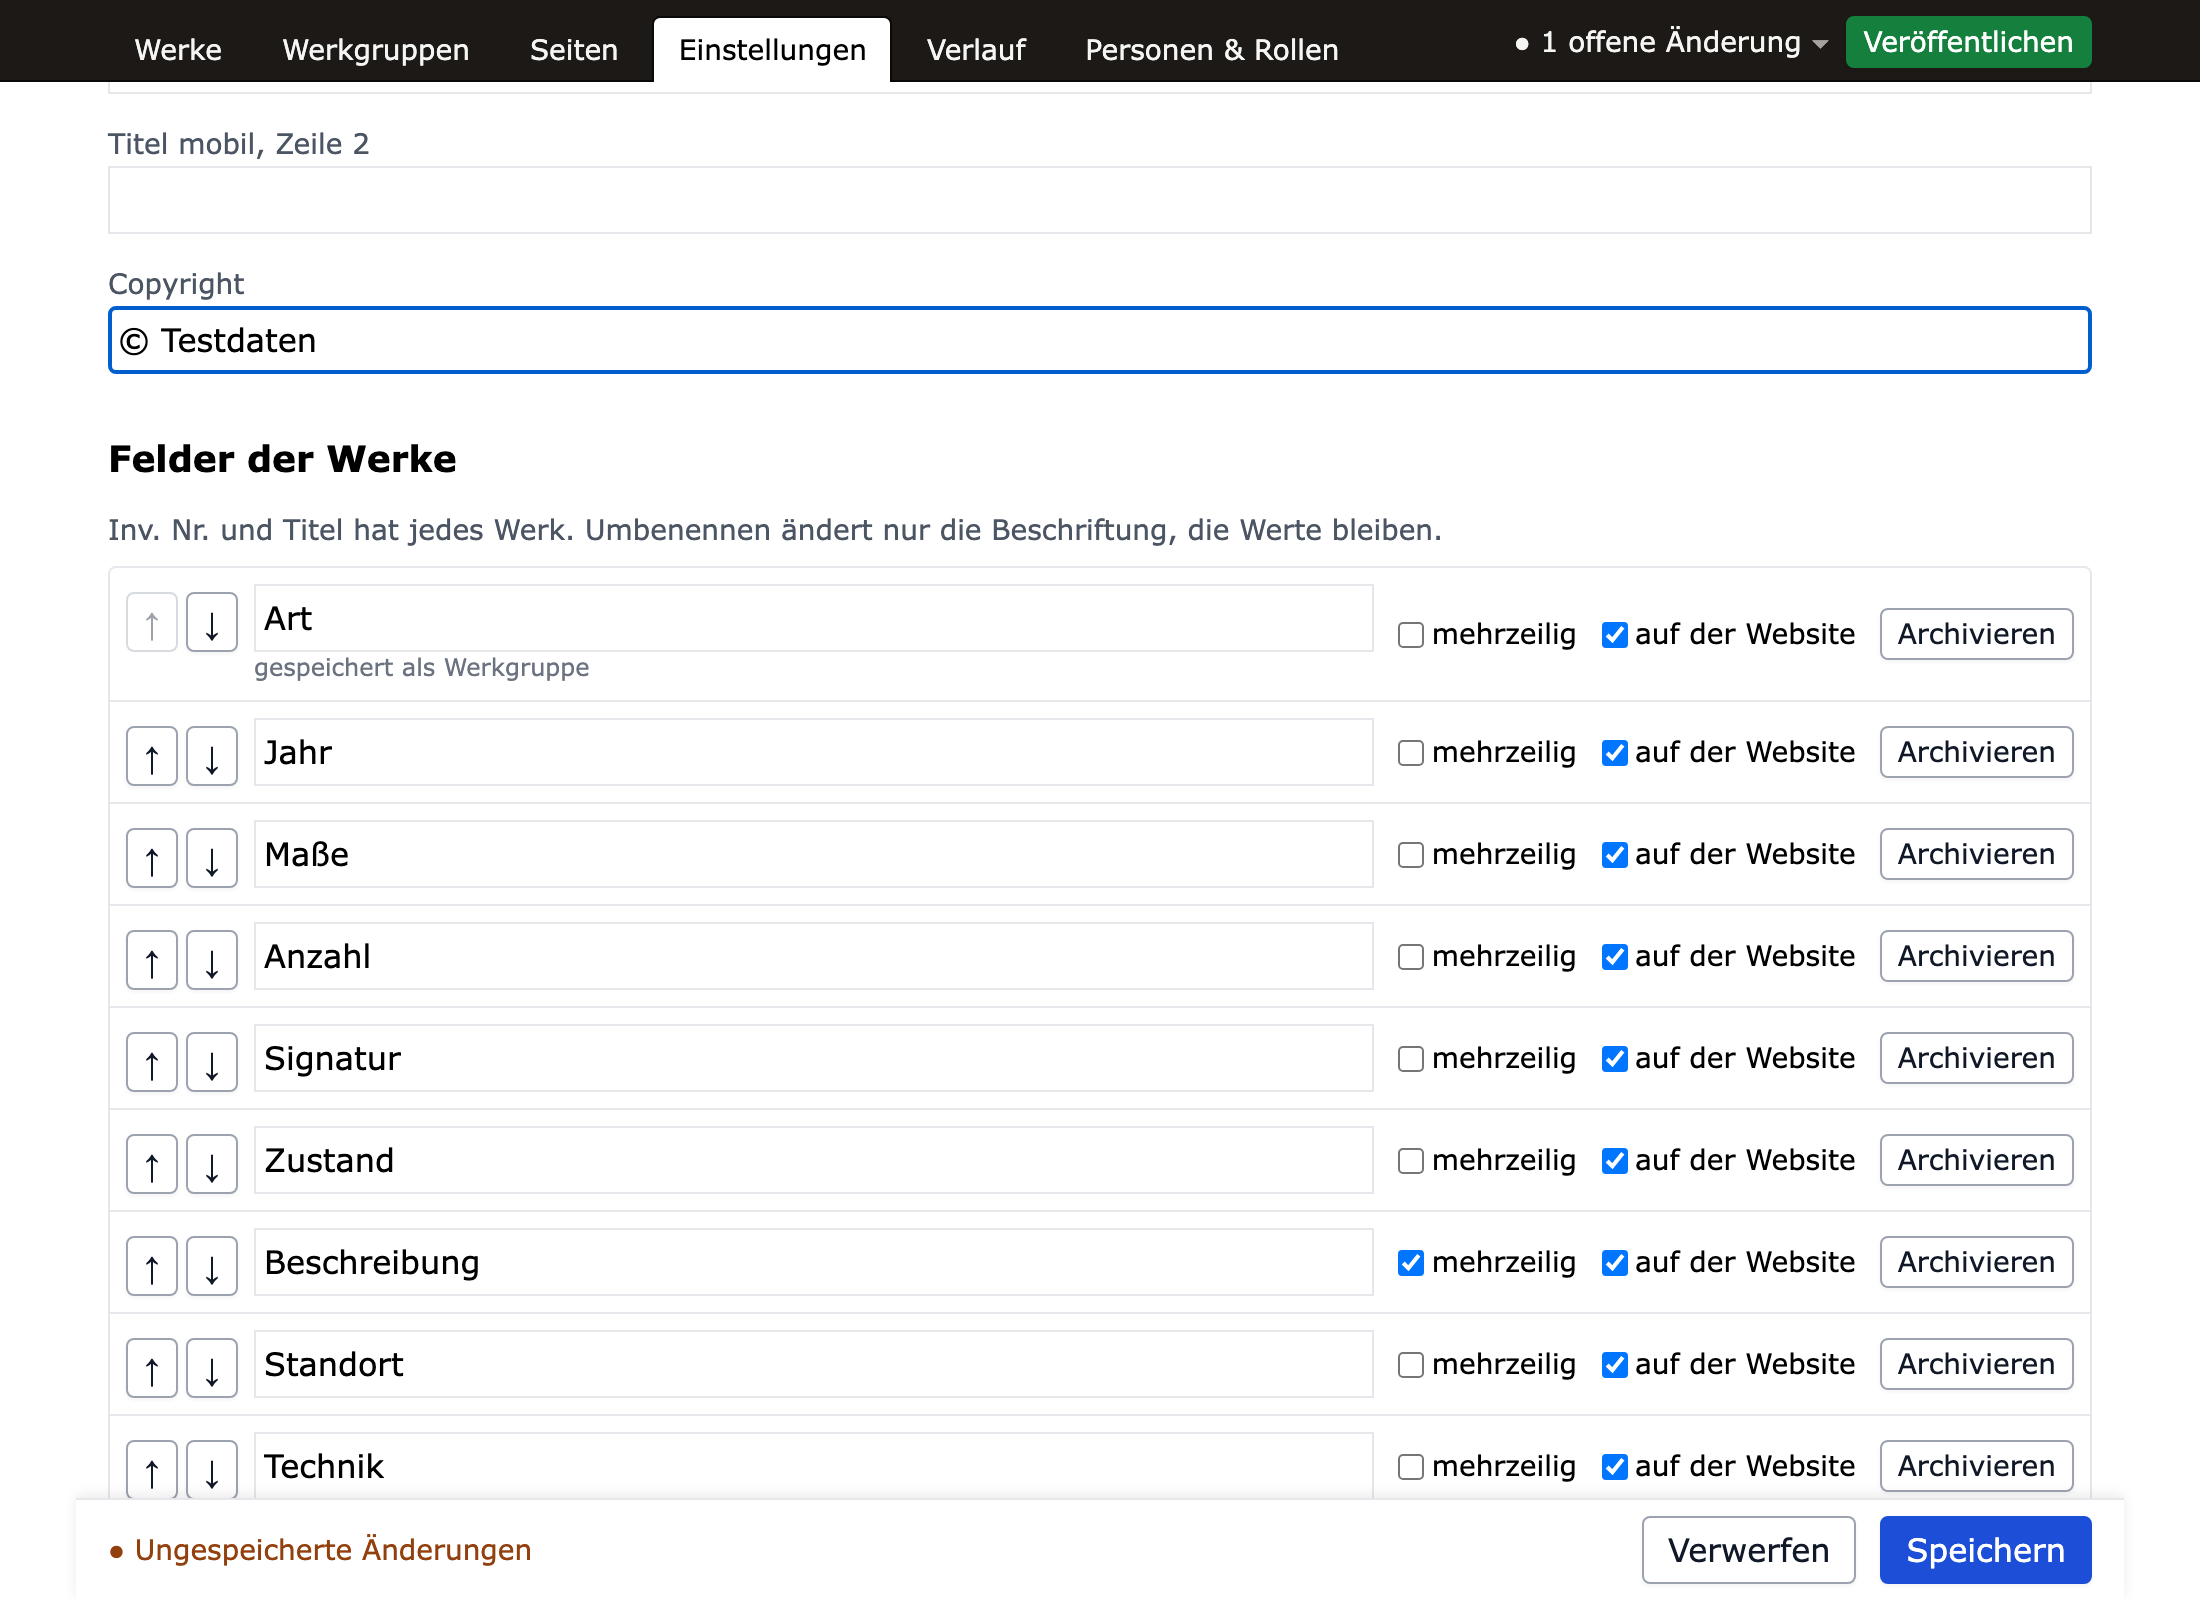 Werke Werkgruppen Seiten Einstellungen Verlauf Personen & Rollen ● 1 offene Änderung Veröffentlichen
Titel mobil, Zeile 2
Copyright
© Testdaten
Felder der Werke
Inv. Nr. und Titel hat jedes Werk. Umbenennen ändert nur die Beschriftung, die Werte bleiben.
↑ ↓ Art mehrzeilig auf der Website Archivieren
gespeichert als Werkgruppe
↑ ↓ Jahr mehrzeilig auf der Website Archivieren
↑ ↓ Maße mehrzeilig auf der Website Archivieren
↑ ↓ Anzahl mehrzeilig auf der Website Archivieren
↑ ↓ Signatur mehrzeilig auf der Website Archivieren
↑ ↓ Zustand mehrzeilig auf der Website Archivieren
↑ ↓ Beschreibung mehrzeilig auf der Website Archivieren
↑ ↓ Standort mehrzeilig auf der Website Archivieren
↑ ↓ Technik mehrzeilig auf der Website Archivieren
● Ungespeicherte Änderungen Verwerfen Speichern